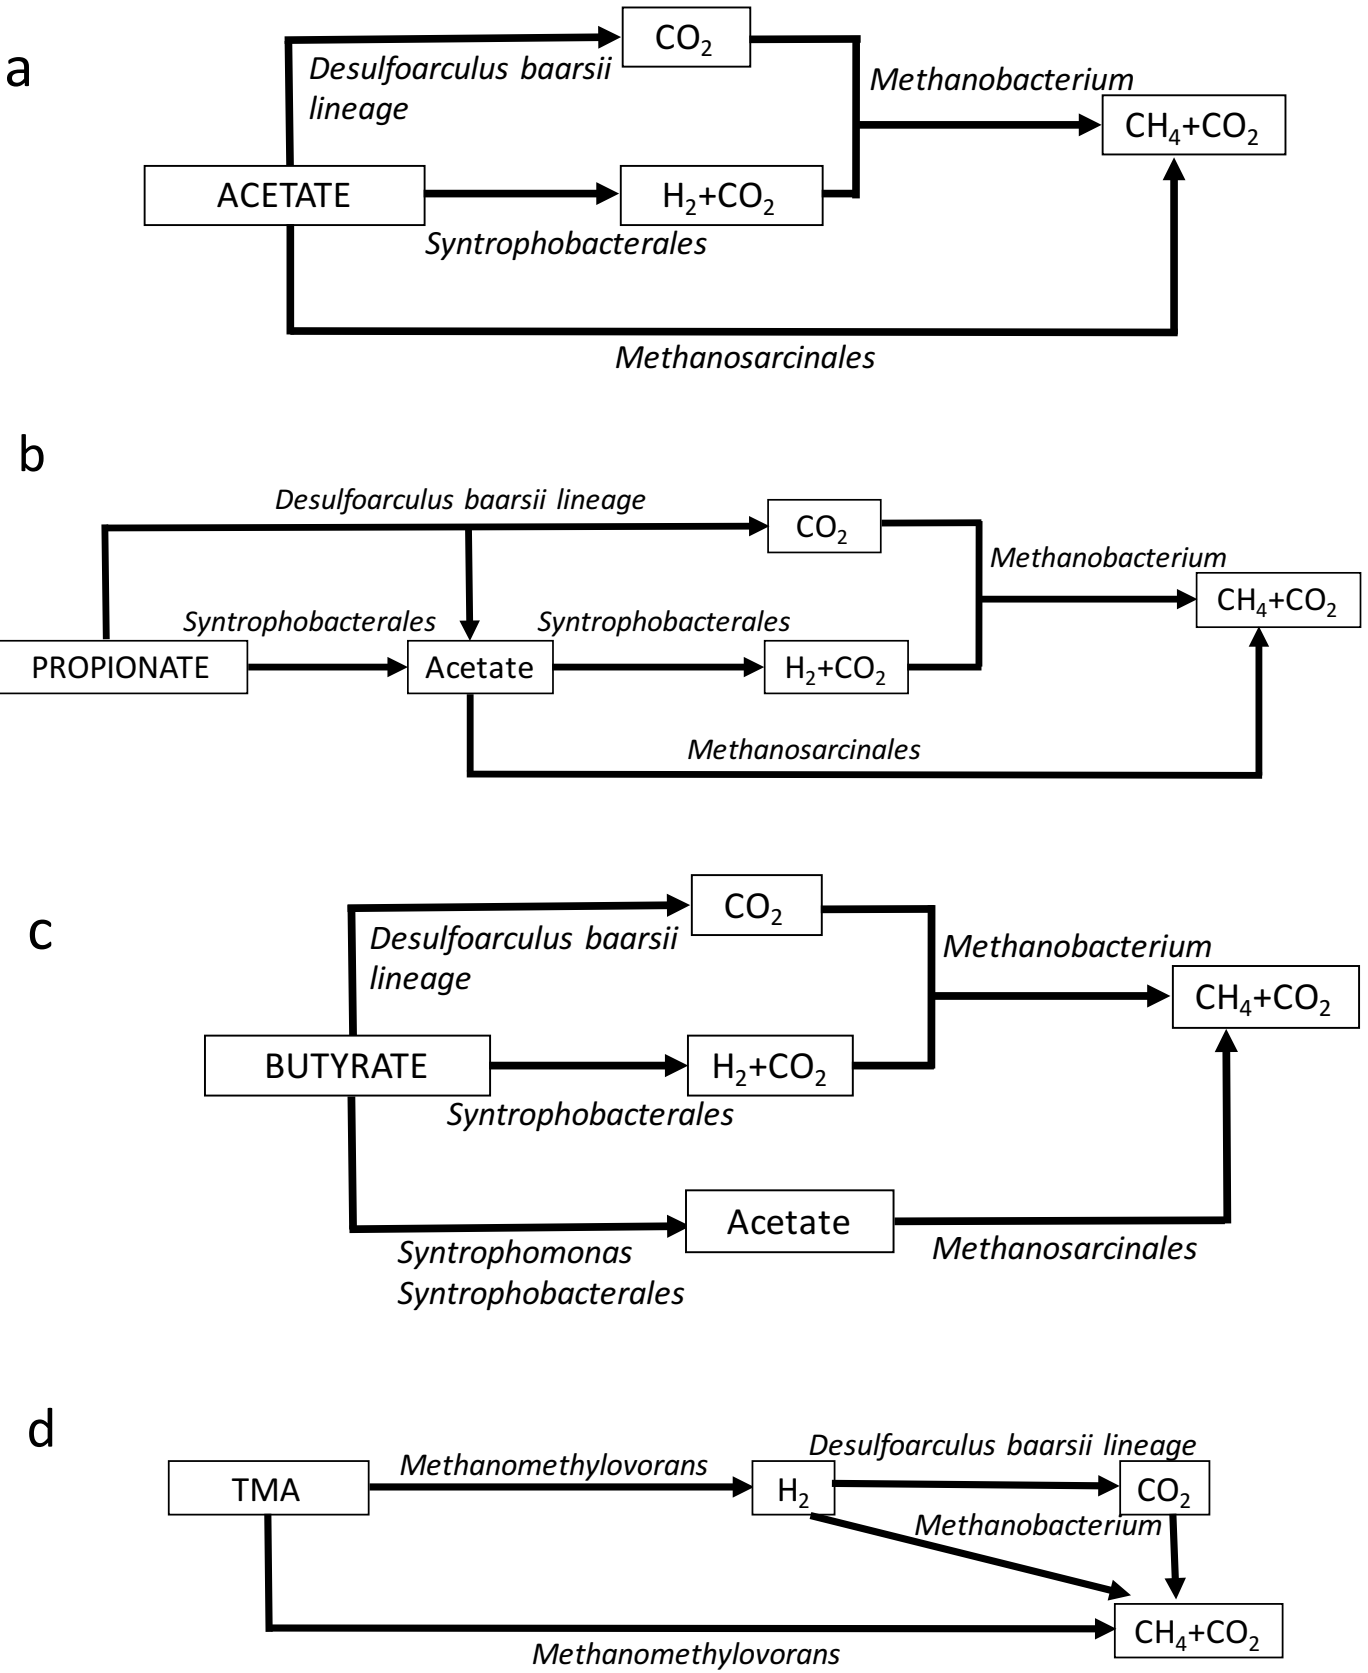 a
CO₂
Desulfoarculus baarsii
lineage
Methanobacterium
CH₄+CO₂
ACETATE
H₂+CO₂
Syntrophobacterales
Methanosarcinales
b
Desulfoarculus baarsii lineage
CO₂
Methanobacterium
CH₄+CO₂
Syntrophobacterales
Syntrophobacterales
PROPIONATE
Acetate
H₂+CO₂
Methanosarcinales
c
CO₂
Desulfoarculus baarsii
lineage
Methanobacterium
CH₄+CO₂
BUTYRATE
H₂+CO₂
Syntrophobacterales
Acetate
Syntrophomonas
Syntrophobacterales
Methanosarcinales
d
Desulfoarculus baarsii lineage
Methanomethylovorans
TMA
H₂
CO₂
Methanobacterium
CH₄+CO₂
Methanomethylovorans